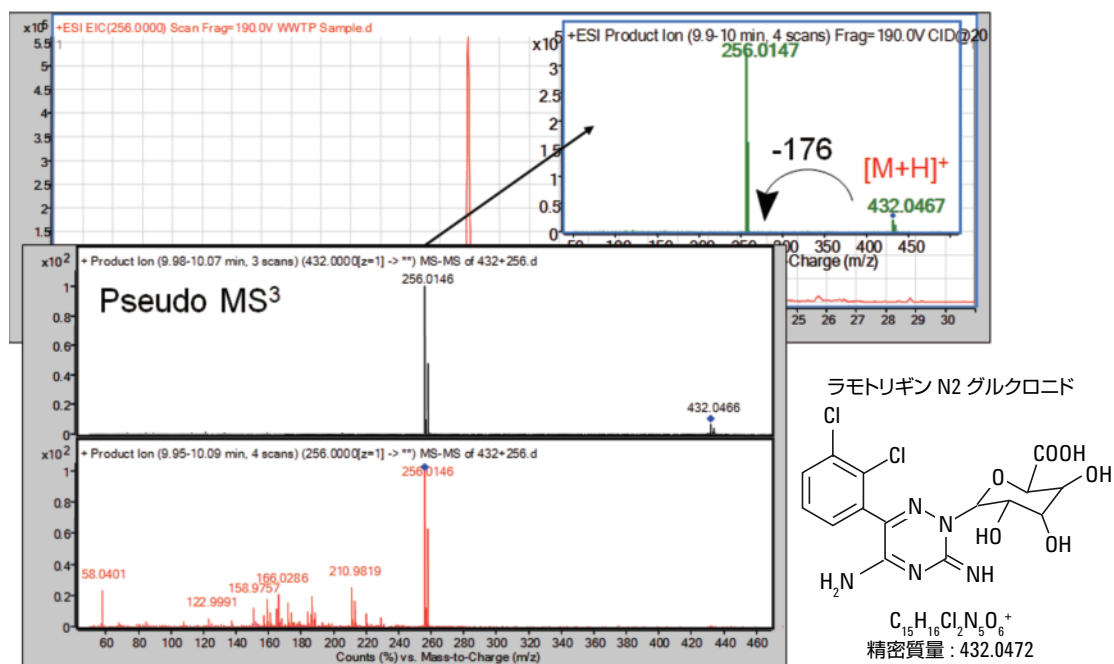 +ESI EIC(256.0000) Scan Frag=190.0V WWTP Sample.d
x10
5.5
5
4.5
4
3.5
3
2.5
2
1.5
1
+ESI Product Ion (9.9-10 min, 4 scans) Frag=190.0V CID@20
x10
256.0147
3
2.5
2
1.5
1
0.5
0
-176
[M+H]+
432.0467
50
300
350
400
450
-Charge (m/z)
25 26 27 28 29 30
x10²
+ Product Ion (9.98-10.07 min, 3 scans) (432.0000[z=1] -> **) MS-MS of 432+256.d
256.0146
Pseudo MS³
1
0.8
0.6
0.4
0.2
0
432.0466
x10²
+ Product Ion (9.95-10.09 min, 4 scans) (256.0000[z=1] -> **) MS-MS of 432+256.d
256.0146
1
0.8
0.6
0.4
0.2
0
58.0401
122.9991
158.9757
166.0286
210.9819
60 80 100 120 140 160 180 200 220 240 260 280 300 320 340 360 380 400 420 440 460
Counts (%) vs. Mass-to-Charge (m/z)
ラモトリギン N2 グルクロニド
Cl
Cl
COOH
O
OH
N
N
HO
OH
H₂N
N
NH
C₁₅H₁₆Cl₂N₅O₆⁺
精密質量 : 432.0472